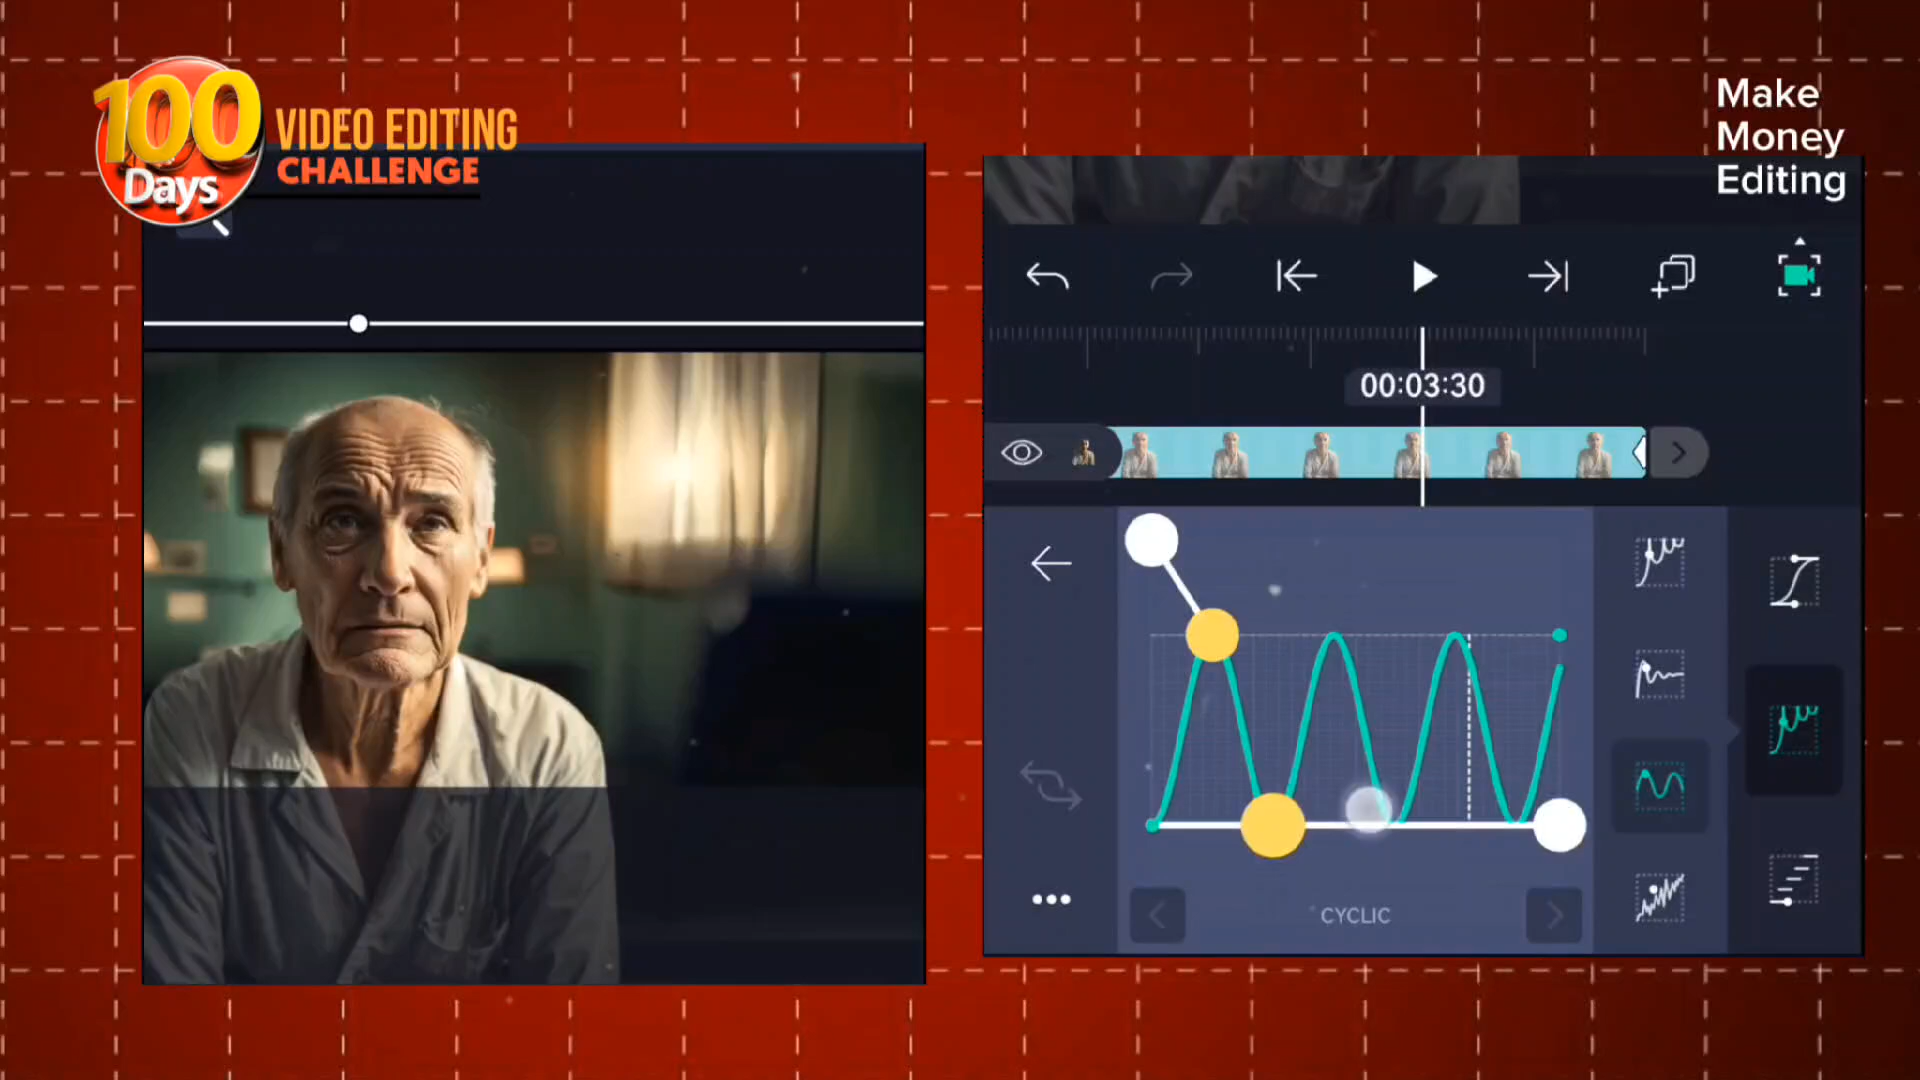 100
Days
VIDEO EDITING
CHALLENGE
Make
Money
Editing
00:03:30
CYCLIC